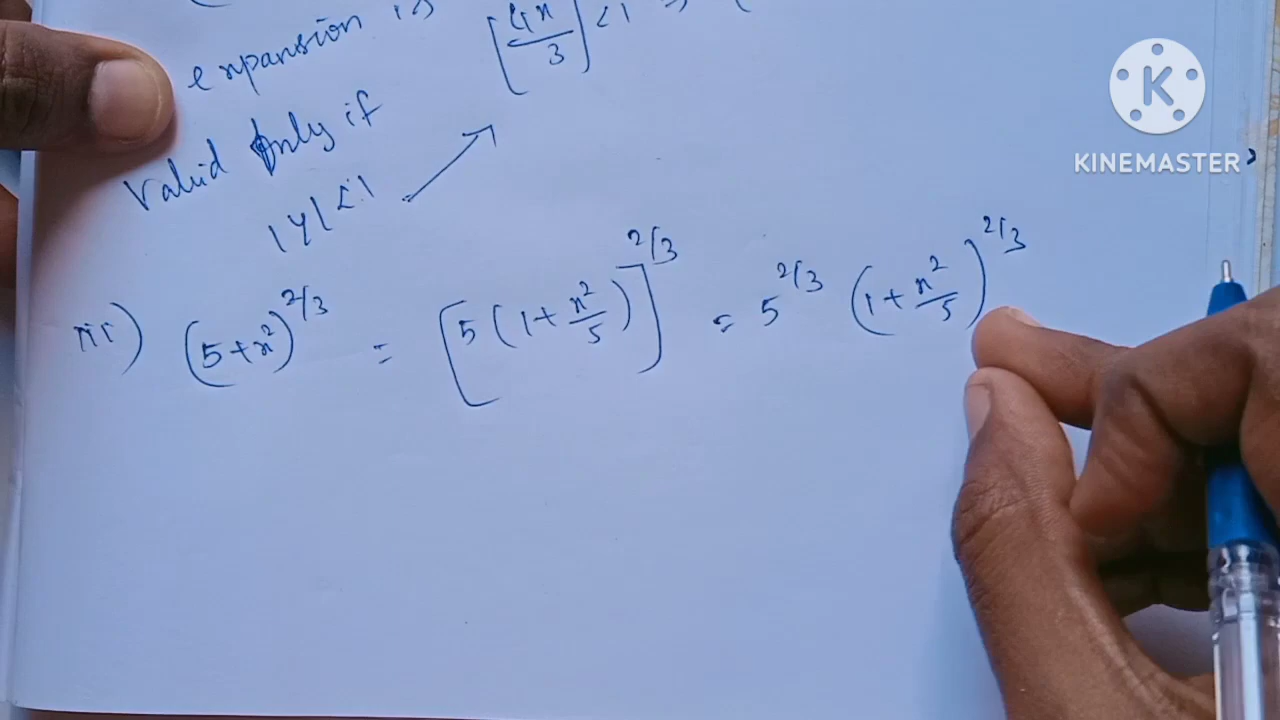 expansion is |4x/3| < 1
Valid Only if
|y| < 1
KINEMASTER
iii) (5+x²)^2/3 = [5(1+x²/5)]^2/3 = 5^2/3 (1+x²/5)^2/3